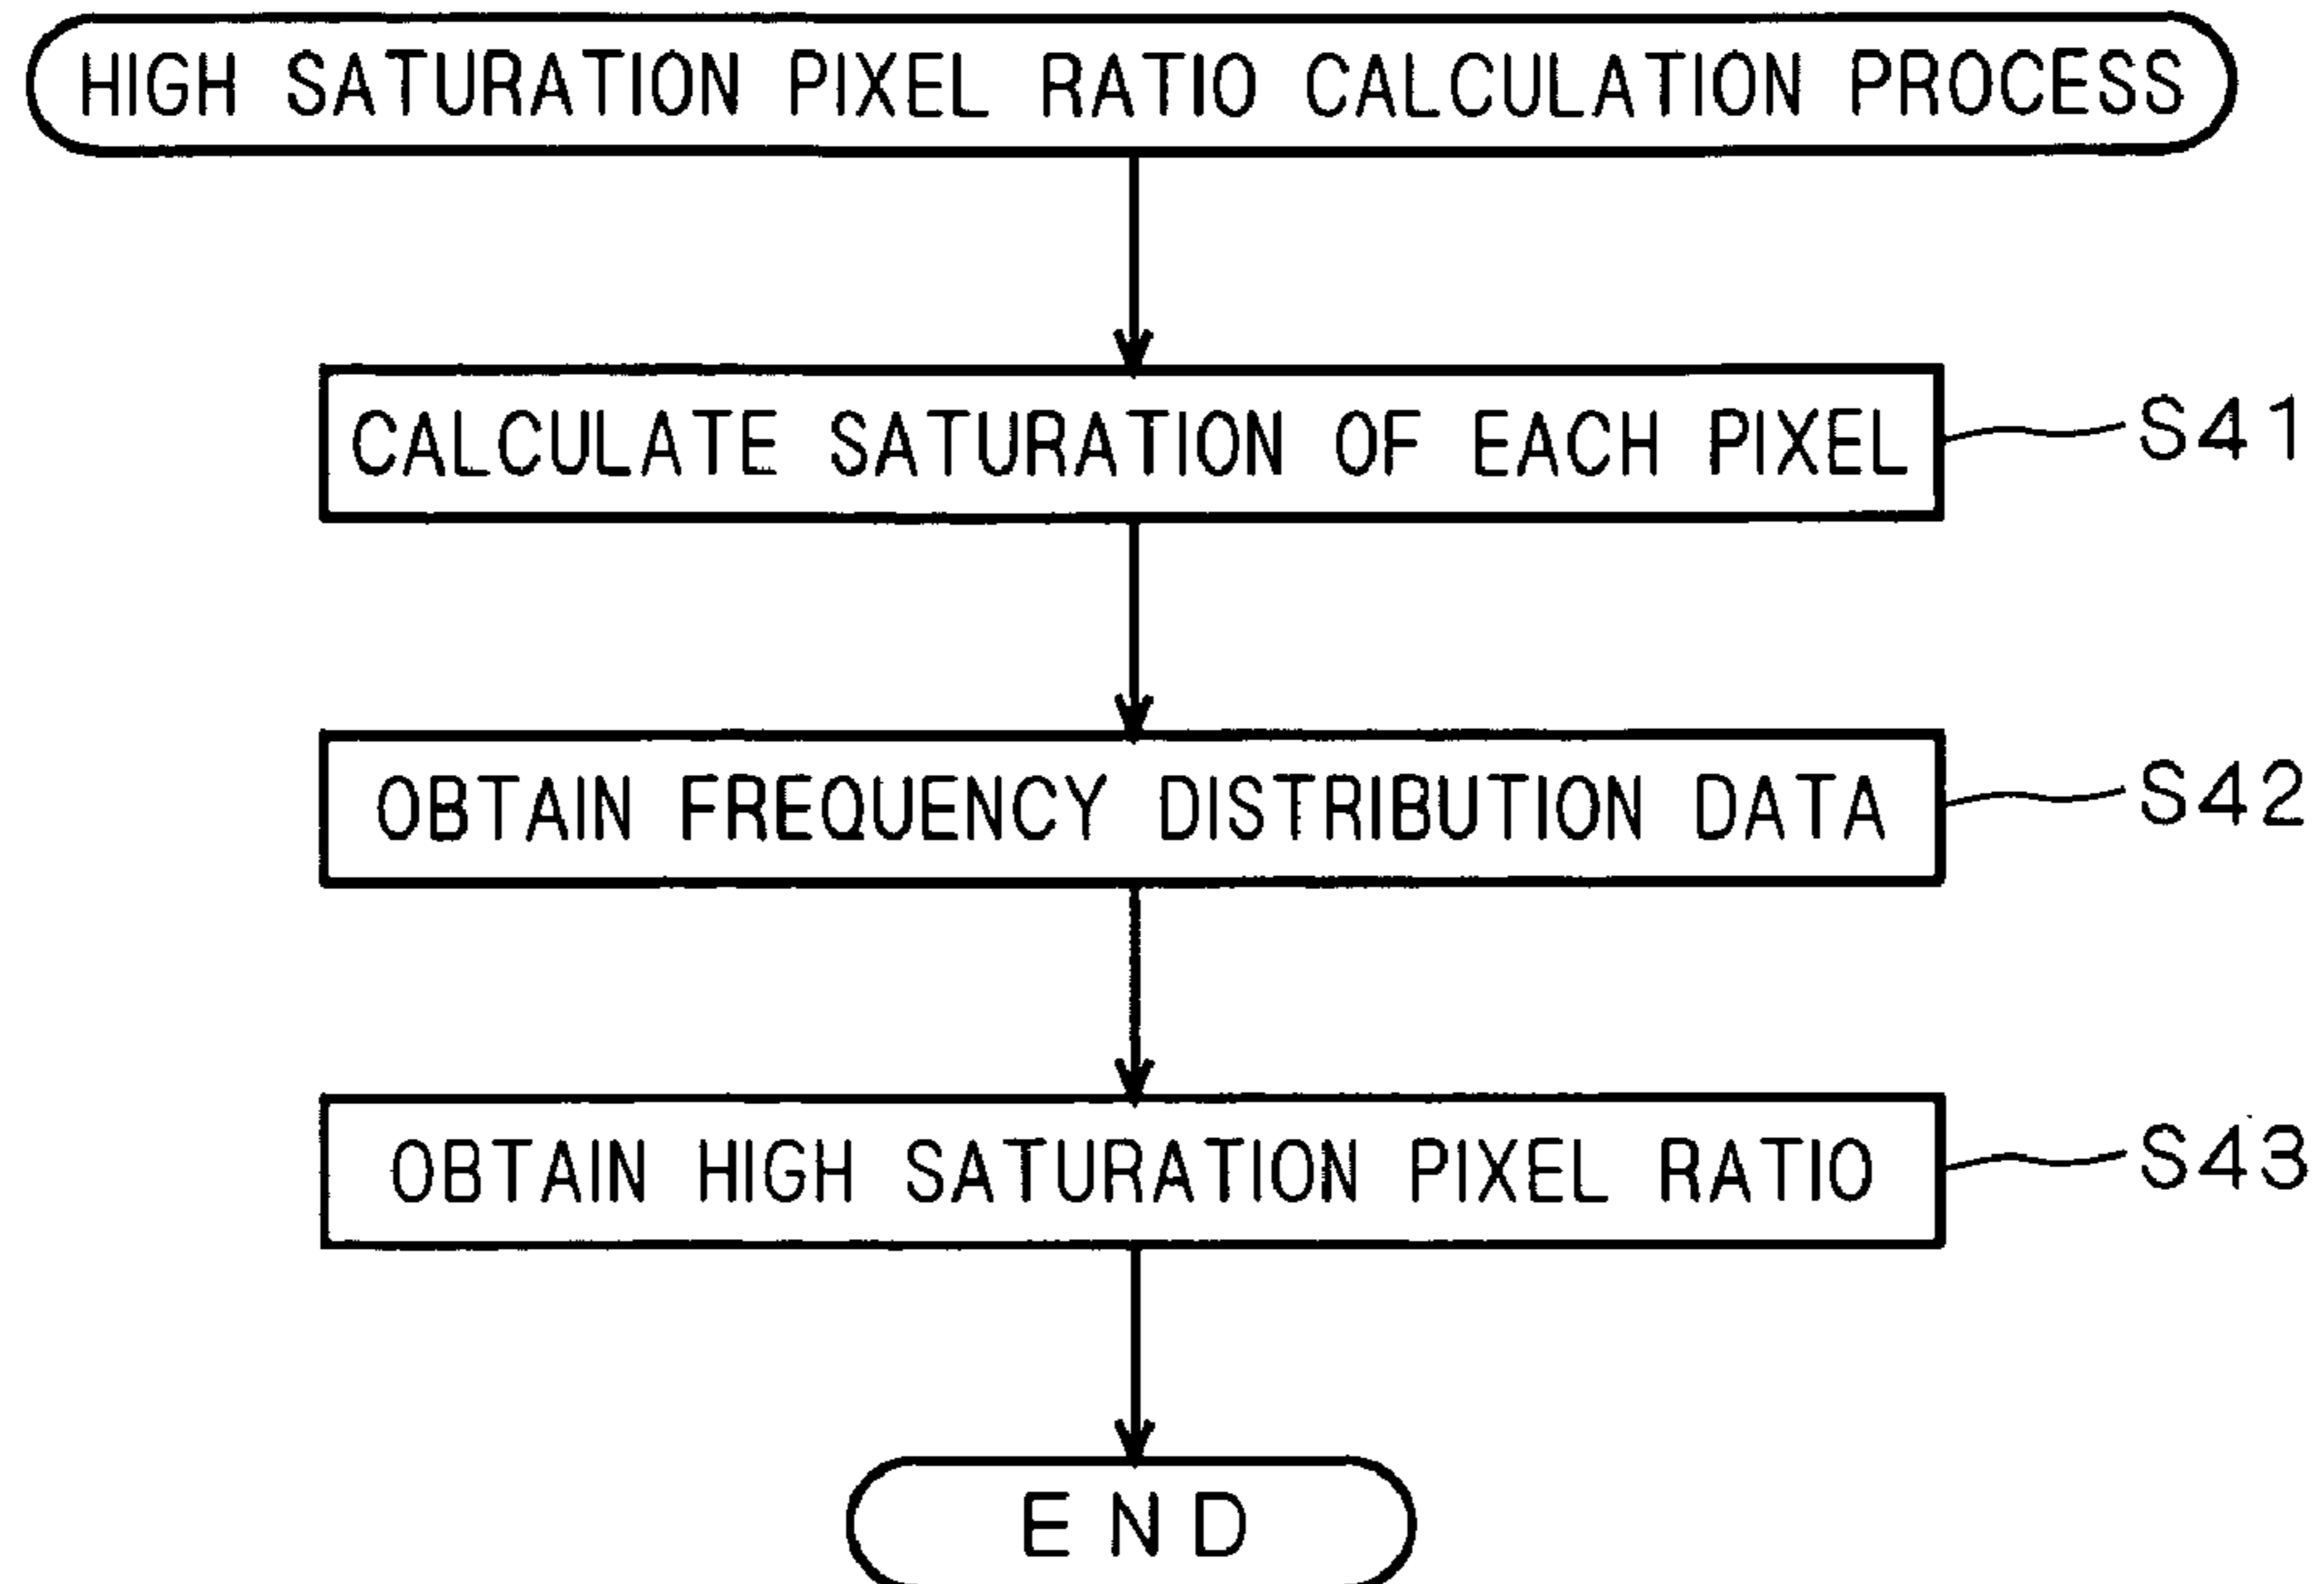 HIGH SATURATION PIXEL RATIO CALCULATION PROCESS
CALCULATE SATURATION OF EACH PIXEL
S41
OBTAIN FREQUENCY DISTRIBUTION DATA
S42
OBTAIN HIGH SATURATION PIXEL RATIO
S43
END